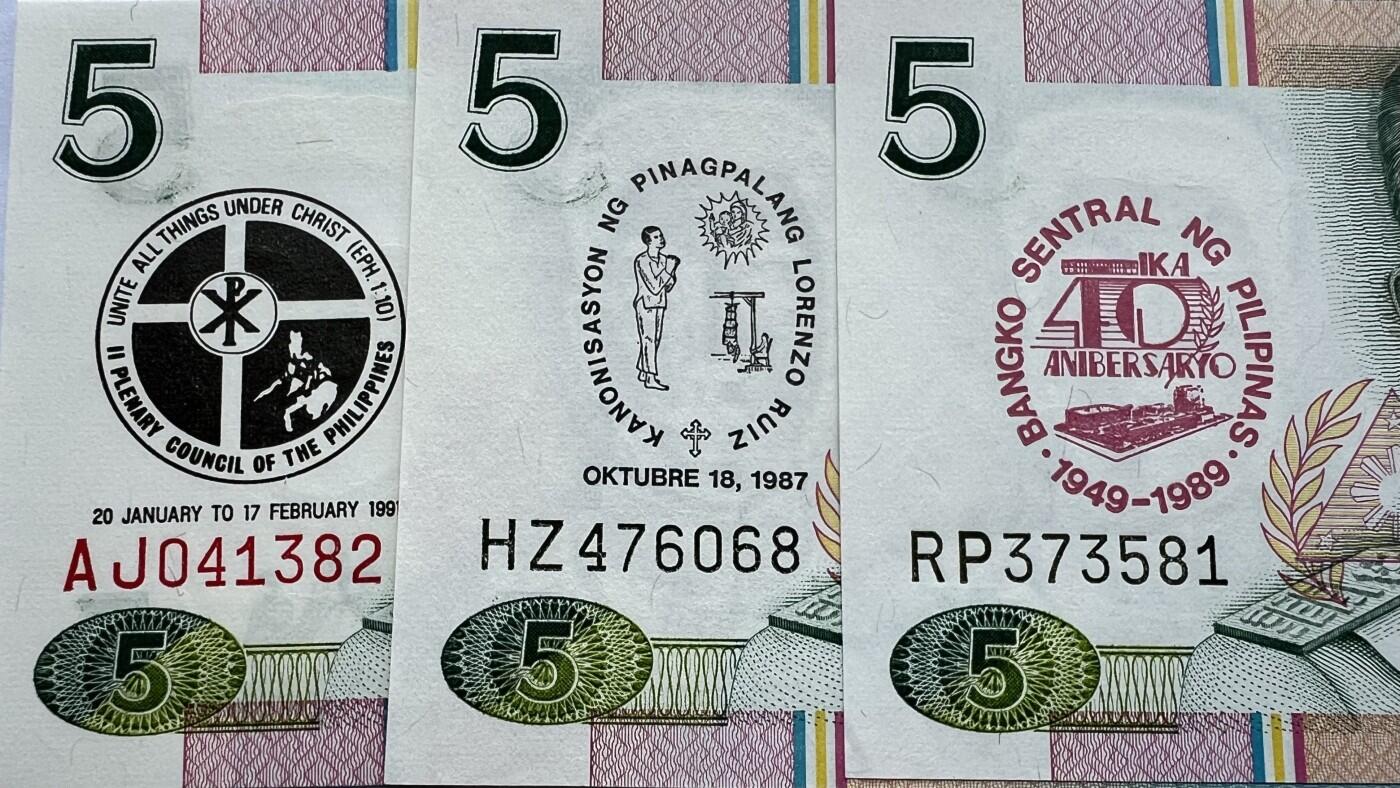 5
UNITE ALL THINGS UNDER CHRIST (EPH. 1:10)
II PLENARY COUNCIL OF THE PHILIPPINES
20 JANUARY TO 17 FEBRUARY 1991
AJ041382
5
5
KANONISASYON NG PINAGPALANG LORENZO RUIZ
OKTUBRE 18, 1987
HZ476068
5
5
BANGKO SENTRAL NG PILIPINAS
IKA
40
ANIBERSARYO
· 1949-1989 ·
RP373581
5